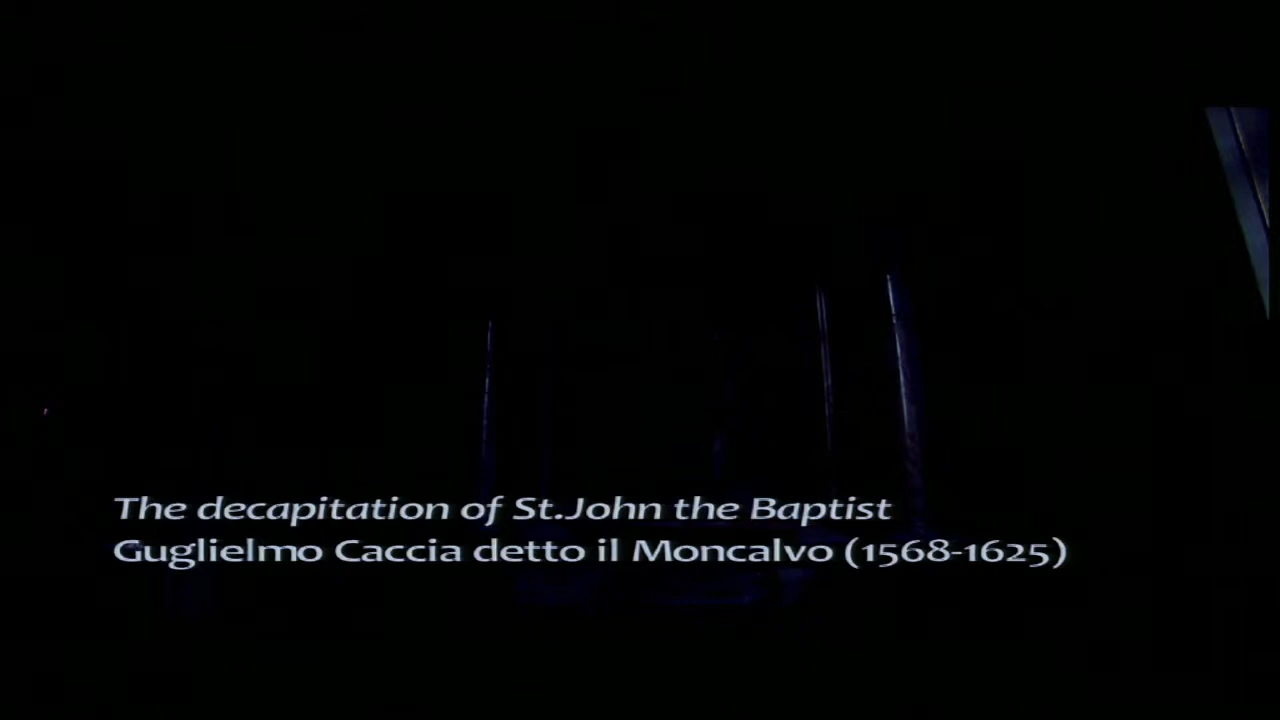 The decapitation of St.John the Baptist
Guglielmo Caccia detto il Moncalvo (1568-1625)